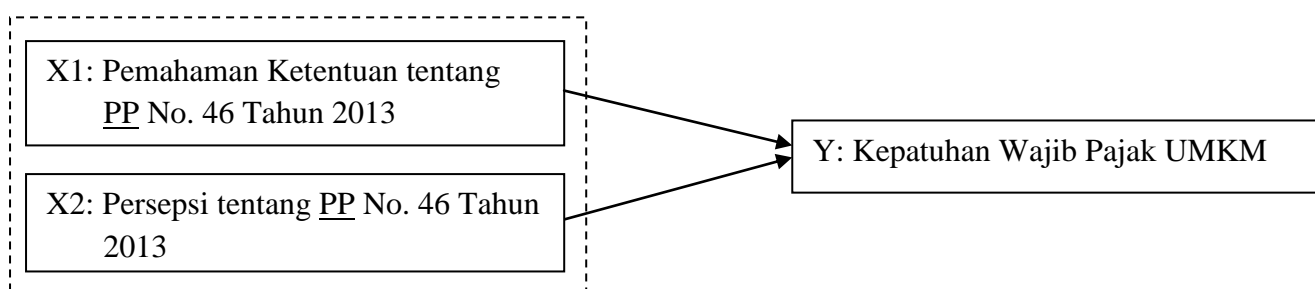 X1: Pemahaman Ketentuan tentang
PP No. 46 Tahun 2013
Y: Kepatuhan Wajib Pajak UMKM
X2: Persepsi tentang PP No. 46 Tahun
2013